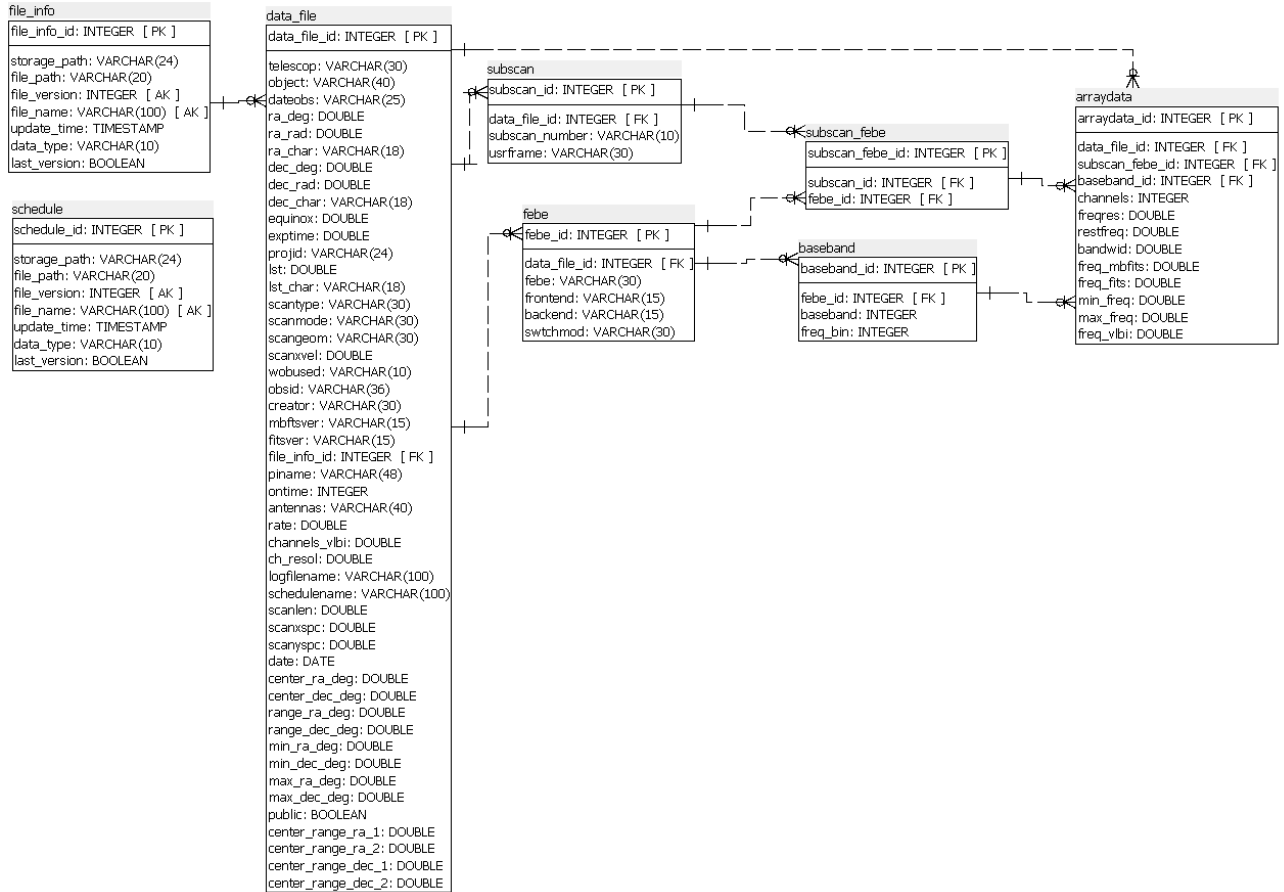 file_info
file_info_id: INTEGER [ PK ]
storage_path: VARCHAR(24)
file_path: VARCHAR(20)
file_version: INTEGER [ AK ]
file_name: VARCHAR(100) [ AK ]
update_time: TIMESTAMP
data_type: VARCHAR(10)
last_version: BOOLEAN
schedule
schedule_id: INTEGER [ PK ]
storage_path: VARCHAR(24)
file_path: VARCHAR(20)
file_version: INTEGER [ AK ]
file_name: VARCHAR(100) [ AK ]
update_time: TIMESTAMP
data_type: VARCHAR(10)
last_version: BOOLEAN
data_file
data_file_id: INTEGER [ PK ]
telescop: VARCHAR(30)
object: VARCHAR(40)
dateobs: VARCHAR(25)
ra_deg: DOUBLE
ra_rad: DOUBLE
ra_char: VARCHAR(18)
dec_deg: DOUBLE
dec_rad: DOUBLE
dec_char: VARCHAR(18)
equinox: DOUBLE
exptime: DOUBLE
projid: VARCHAR(24)
lst: DOUBLE
lst_char: VARCHAR(18)
scantype: VARCHAR(30)
scanmode: VARCHAR(30)
scangeom: VARCHAR(30)
scanxvel: DOUBLE
wobused: VARCHAR(10)
obsid: VARCHAR(36)
creator: VARCHAR(30)
mbftsver: VARCHAR(15)
fitsver: VARCHAR(15)
file_info_id: INTEGER [ FK ]
piname: VARCHAR(48)
ontime: INTEGER
antennas: VARCHAR(40)
rate: DOUBLE
channels_vlbi: DOUBLE
ch_resol: DOUBLE
logfilename: VARCHAR(100)
schedulename: VARCHAR(100)
scanlen: DOUBLE
scanxspc: DOUBLE
scanyspc: DOUBLE
date: DATE
center_ra_deg: DOUBLE
center_dec_deg: DOUBLE
range_ra_deg: DOUBLE
range_dec_deg: DOUBLE
min_ra_deg: DOUBLE
min_dec_deg: DOUBLE
max_ra_deg: DOUBLE
max_dec_deg: DOUBLE
public: BOOLEAN
center_range_ra_1: DOUBLE
center_range_ra_2: DOUBLE
center_range_dec_1: DOUBLE
center_range_dec_2: DOUBLE
subscan
subscan_id: INTEGER [ PK ]
data_file_id: INTEGER [ FK ]
subscan_number: VARCHAR(10)
usrframe: VARCHAR(30)
febe
febe_id: INTEGER [ PK ]
data_file_id: INTEGER [ FK ]
febe: VARCHAR(30)
frontend: VARCHAR(15)
backend: VARCHAR(15)
swtchmod: VARCHAR(30)
subscan_febe
subscan_febe_id: INTEGER [ PK ]
subscan_id: INTEGER [ FK ]
febe_id: INTEGER [ FK ]
baseband
baseband_id: INTEGER [ PK ]
febe_id: INTEGER [ FK ]
baseband: INTEGER
freq_bin: INTEGER
arraydata
arraydata_id: INTEGER [ PK ]
data_file_id: INTEGER [ FK ]
subscan_febe_id: INTEGER [ FK ]
baseband_id: INTEGER [ FK ]
channels: INTEGER
freqres: DOUBLE
restfreq: DOUBLE
bandwid: DOUBLE
freq_mbfits: DOUBLE
freq_fits: DOUBLE
min_freq: DOUBLE
max_freq: DOUBLE
freq_vlbi: DOUBLE